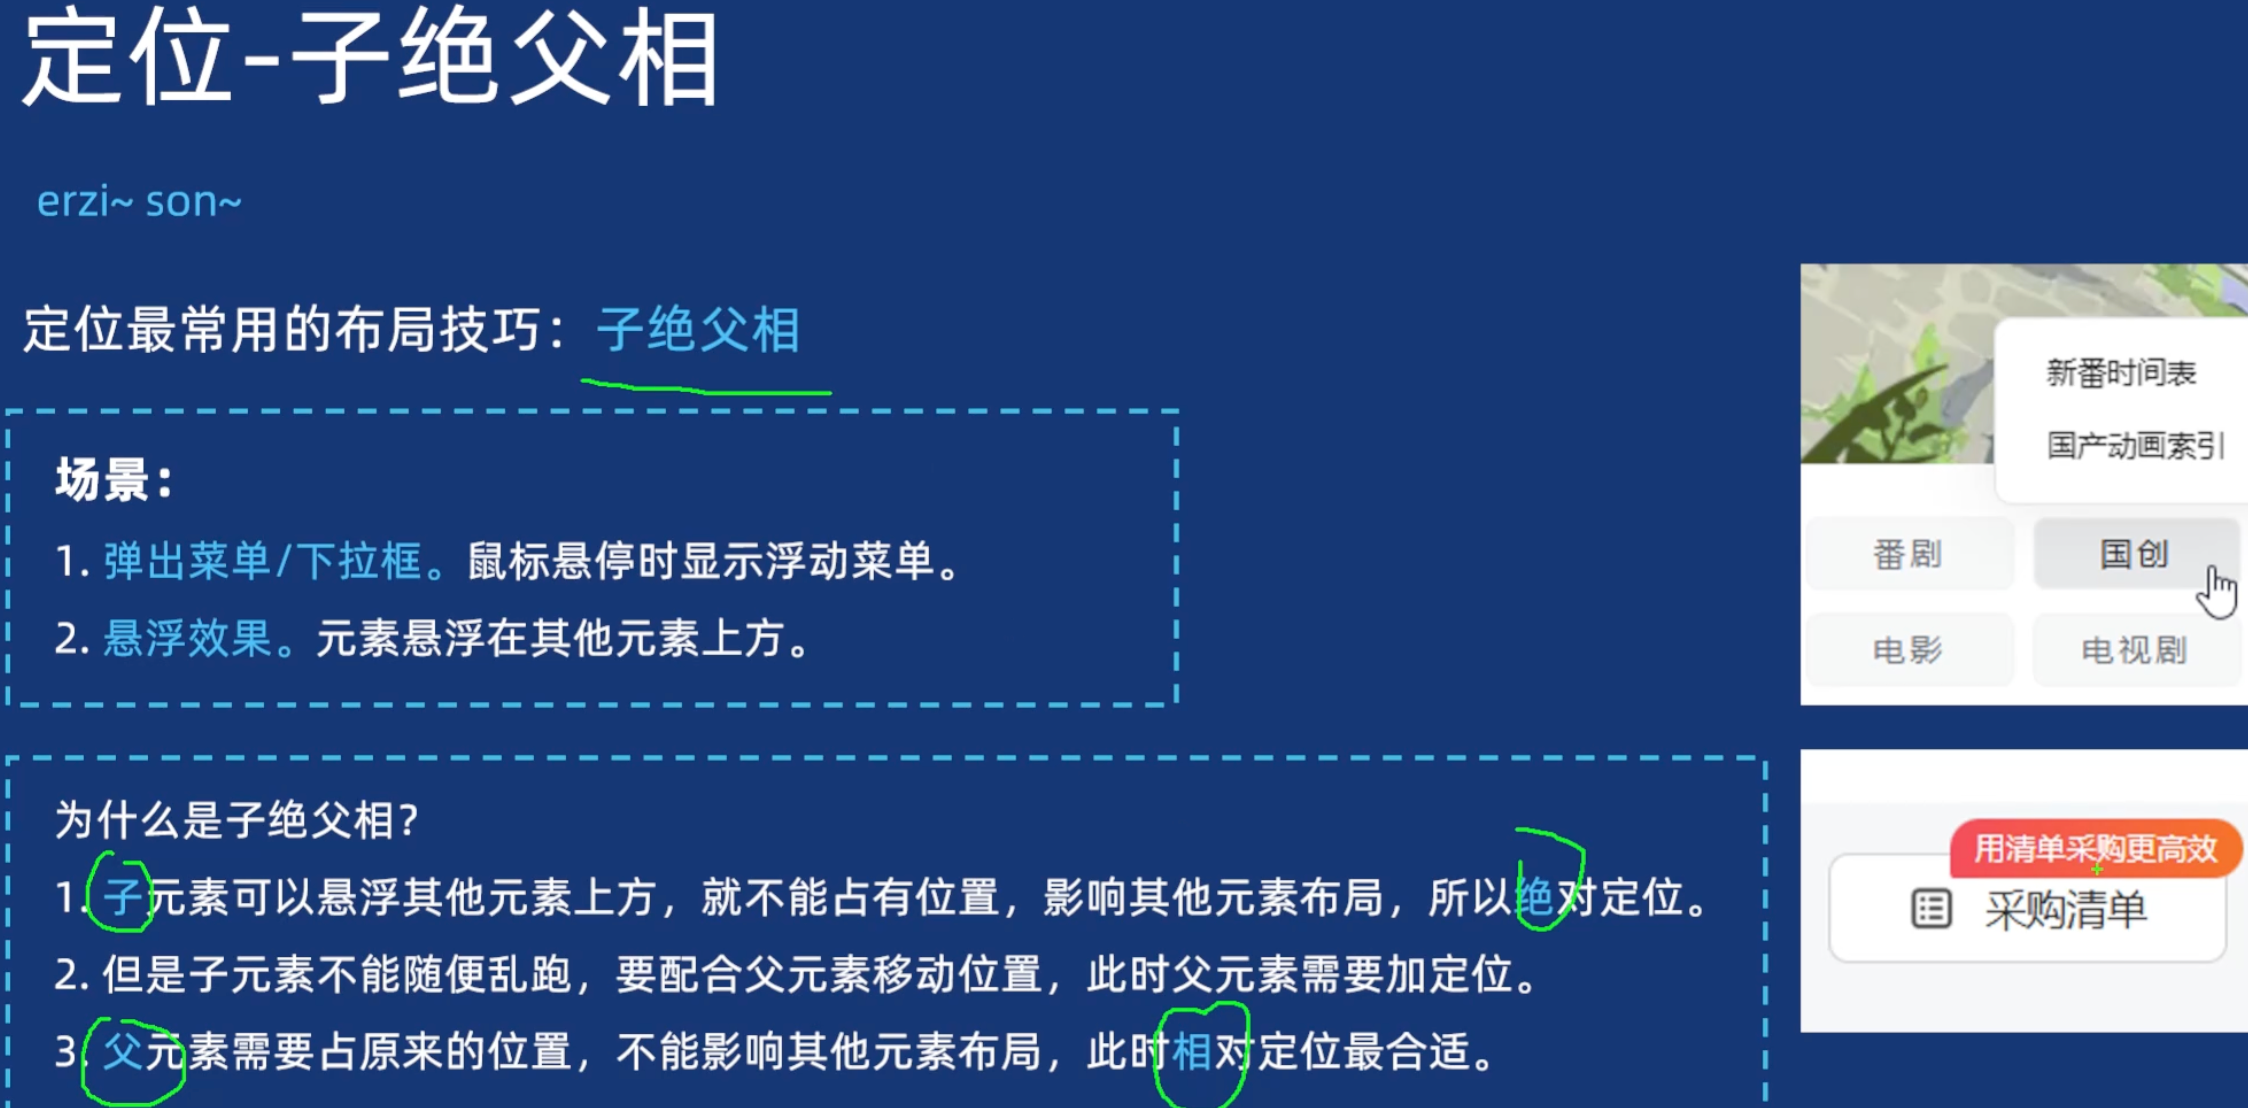 定位-子绝父相
erzi~ son~
定位最常用的布局技巧：子绝父相
场景：
1. 弹出菜单/下拉框。鼠标悬停时显示浮动菜单。
2. 悬浮效果。元素悬浮在其他元素上方。
为什么是子绝父相？
1. 子元素可以悬浮其他元素上方，就不能占有位置，影响其他元素布局，所以绝对定位。
2. 但是子元素不能随便乱跑，要配合父元素移动位置，此时父元素需要加定位。
3. 父元素需要占原来的位置，不能影响其他元素布局，此时相对定位最合适。
新番时间表
国产动画索引
番剧 国创
电影 电视剧
用清单采购更高效
采购清单